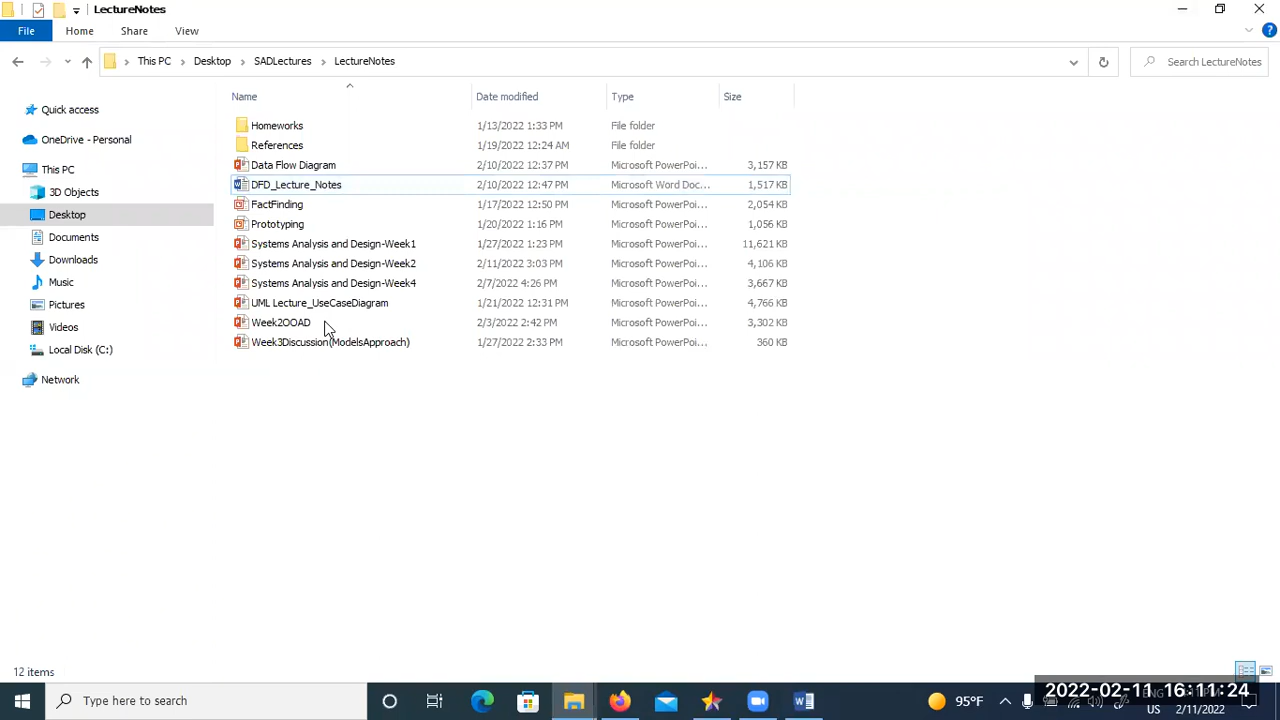 LectureNotes
File Home Share View
This PC Desktop SADLectures LectureNotes Search LectureNotes
Name Date modified Type Size
Quick access
OneDrive - Personal
This PC
3D Objects
Desktop
Documents
Downloads
Music
Pictures
Videos
Local Disk (C:)
Network
Homeworks 1/13/2022 1:33 PM File folder
References 1/19/2022 12:24 AM File folder
Data Flow Diagram 2/10/2022 12:37 PM Microsoft PowerPoi... 3,157 KB
DFD_Lecture_Notes 2/10/2022 12:47 PM Microsoft Word Doc... 1,517 KB
FactFinding 1/17/2022 12:50 PM Microsoft PowerPoi... 2,054 KB
Prototyping 1/20/2022 1:16 PM Microsoft PowerPoi... 1,056 KB
Systems Analysis and Design-Week1 1/27/2022 1:23 PM Microsoft PowerPoi... 11,621 KB
Systems Analysis and Design-Week2 2/11/2022 3:03 PM Microsoft PowerPoi... 4,106 KB
Systems Analysis and Design-Week4 2/7/2022 4:26 PM Microsoft PowerPoi... 3,667 KB
UML Lecture_UseCaseDiagram 1/21/2022 12:31 PM Microsoft PowerPoi... 4,766 KB
Week2OOAD 2/3/2022 2:42 PM Microsoft PowerPoi... 3,302 KB
Week3Discussion(ModelsApproach) 1/27/2022 2:33 PM Microsoft PowerPoi... 360 KB
12 items
Type here to search
95°F
2022-02-11 16:11:24
ENG
US 2/11/2022